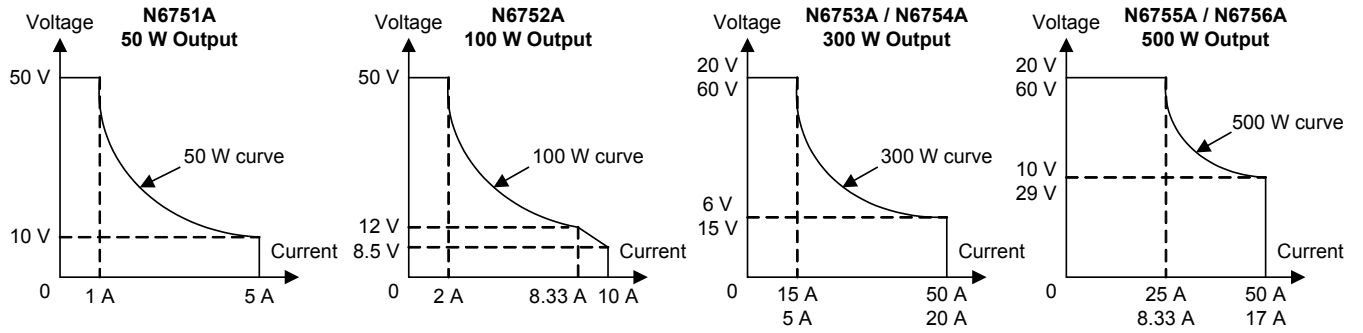 N6751A
50 W Output
Voltage
50 V
50 W curve
10 V
Current
0
1 A
5 A
N6752A
100 W Output
Voltage
50 V
100 W curve
12 V
8.5 V
Current
0
2 A
8.33 A
10 A
N6753A / N6754A
300 W Output
Voltage
20 V
60 V
300 W curve
6 V
15 V
Current
0
15 A
50 A
5 A
20 A
N6755A / N6756A
500 W Output
Voltage
20 V
60 V
500 W curve
10 V
29 V
Current
0
25 A
50 A
8.33 A
17 A